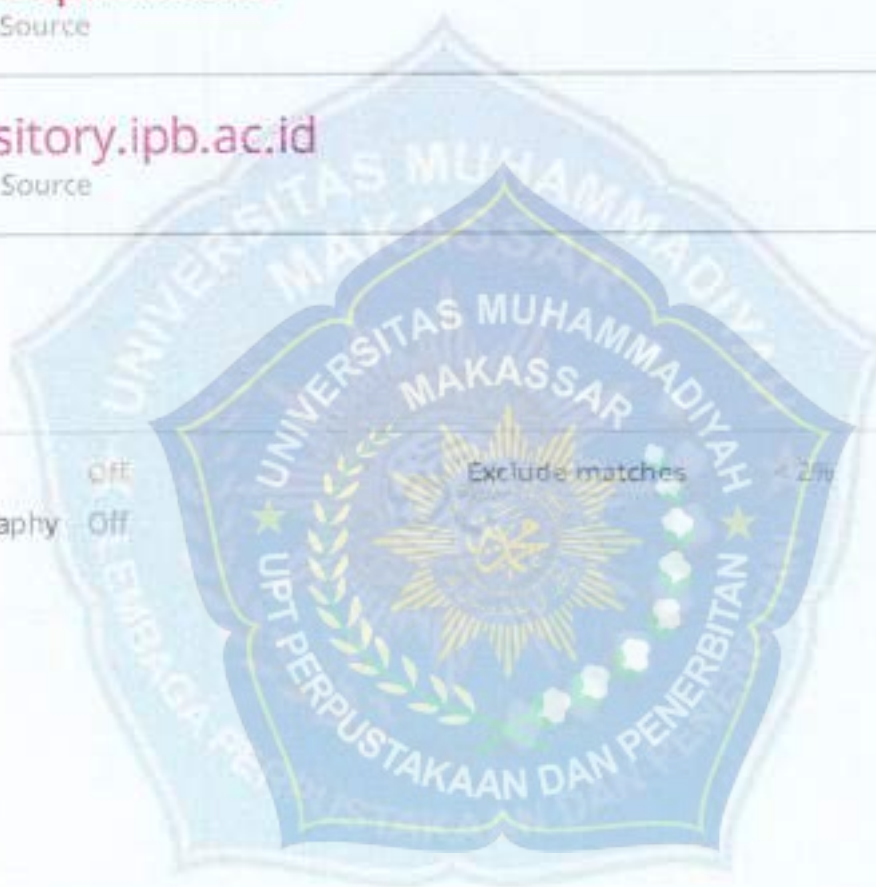 Source
sitory.ipb.ac.id
Source
UNIVERSITAS MUHAMMADIYAH
MAKASSAR
UNIVERSITAS MUHAMMADIYAH
MAKASSAR
Off
Exclude matches
< 2%
aphy
Off
UPT PERPUSTAKAAN DAN PENERBITAN